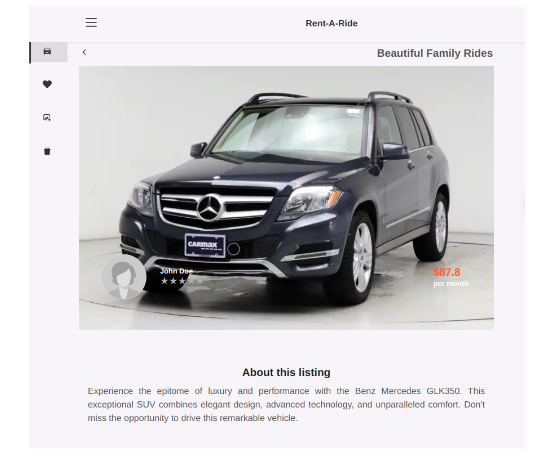 Rent-A-Ride
Beautiful Family Rides
CARMAX
John Doe
$87.8
per month
About this listing
Experience the epitome of luxury and performance with the Benz Mercedes GLK350. This
exceptional SUV combines elegant design, advanced technology, and unparalleled comfort. Don't
miss the opportunity to drive this remarkable vehicle.